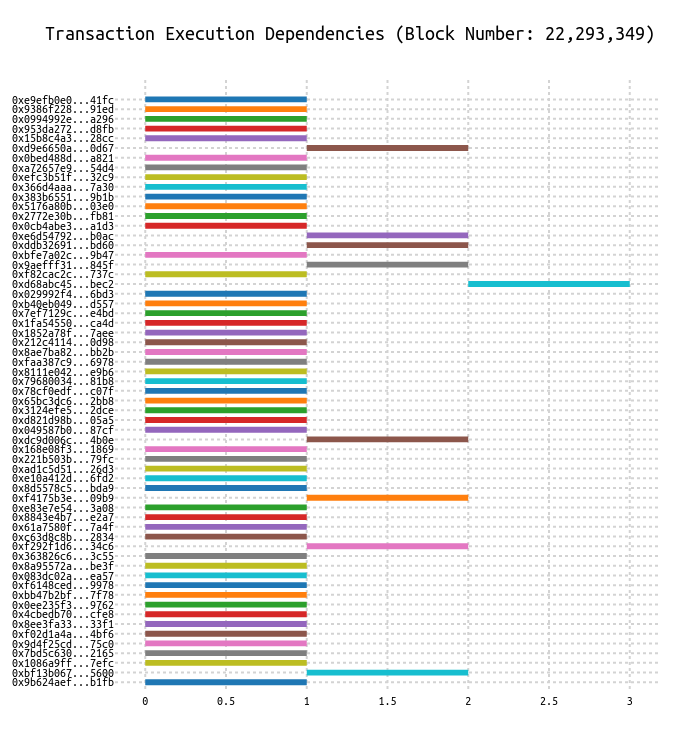 Transaction Execution Dependencies (Block Number: 22,293,349)
0xe9efb0e0...41fc
0x9386f228...91ed
0x0994992e...a296
0x953da272...d8fb
0x15b8c4a3...28cc
0xd9e6650a...0d67
0x0bed488d...a821
0xa72657e9...54d4
0xefc3b51f...32c9
0x366d4aaa...7a30
0x383b6551...9b1b
0x5176a80b...03e0
0x2772e30b...fb81
0x0cb4abe3...a1d3
0xe6d54792...b0ac
0xddb32691...bd60
0xbfe7a02c...9b47
0x9aefff31...845f
0xf82cac2c...737c
0xd68abc45...bec2
0x029992f4...6bd3
0xb40eb049...d557
0x7ef7129c...e4bd
0x1fa54550...ca4d
0x1852a78f...7aee
0x212c4114...0d98
0x8ae7ba82...bb2b
0xfaa387c9...6978
0x8111e042...e9b6
0x79680034...81b8
0x78cf0edf...c07f
0x65bc3dc6...2bb8
0x3124efe5...2dce
0xd821d98b...05a5
0x049587b0...87cf
0xdc9d006c...4b0e
0x168e08f3...1869
0x221b503b...79fc
0xad1c5d51...26d3
0xe10a412d...6fd2
0x8d5578c5...bda9
0xf4175b3e...09b9
0xe83e7e54...3a08
0x8843e4b7...e2a7
0x61a7580f...7a4f
0xc63d8c8b...2834
0xf292f1d6...34c6
0x363826c6...3c55
0x8a95572a...be3f
0x083dc02a...ea57
0xf6148ced...9978
0xbb47b2bf...7f78
0x0ee235f3...9762
0x4cbedb70...cfe8
0x8ee3fa33...33f1
0xf02d1a4a...4bf6
0x9d4f25cd...75c0
0x7bd5c630...2165
0x1086a9ff...7efc
0xbf13b067...5600
0x9b624aef...b1fb
0 0.5 1 1.5 2 2.5 3